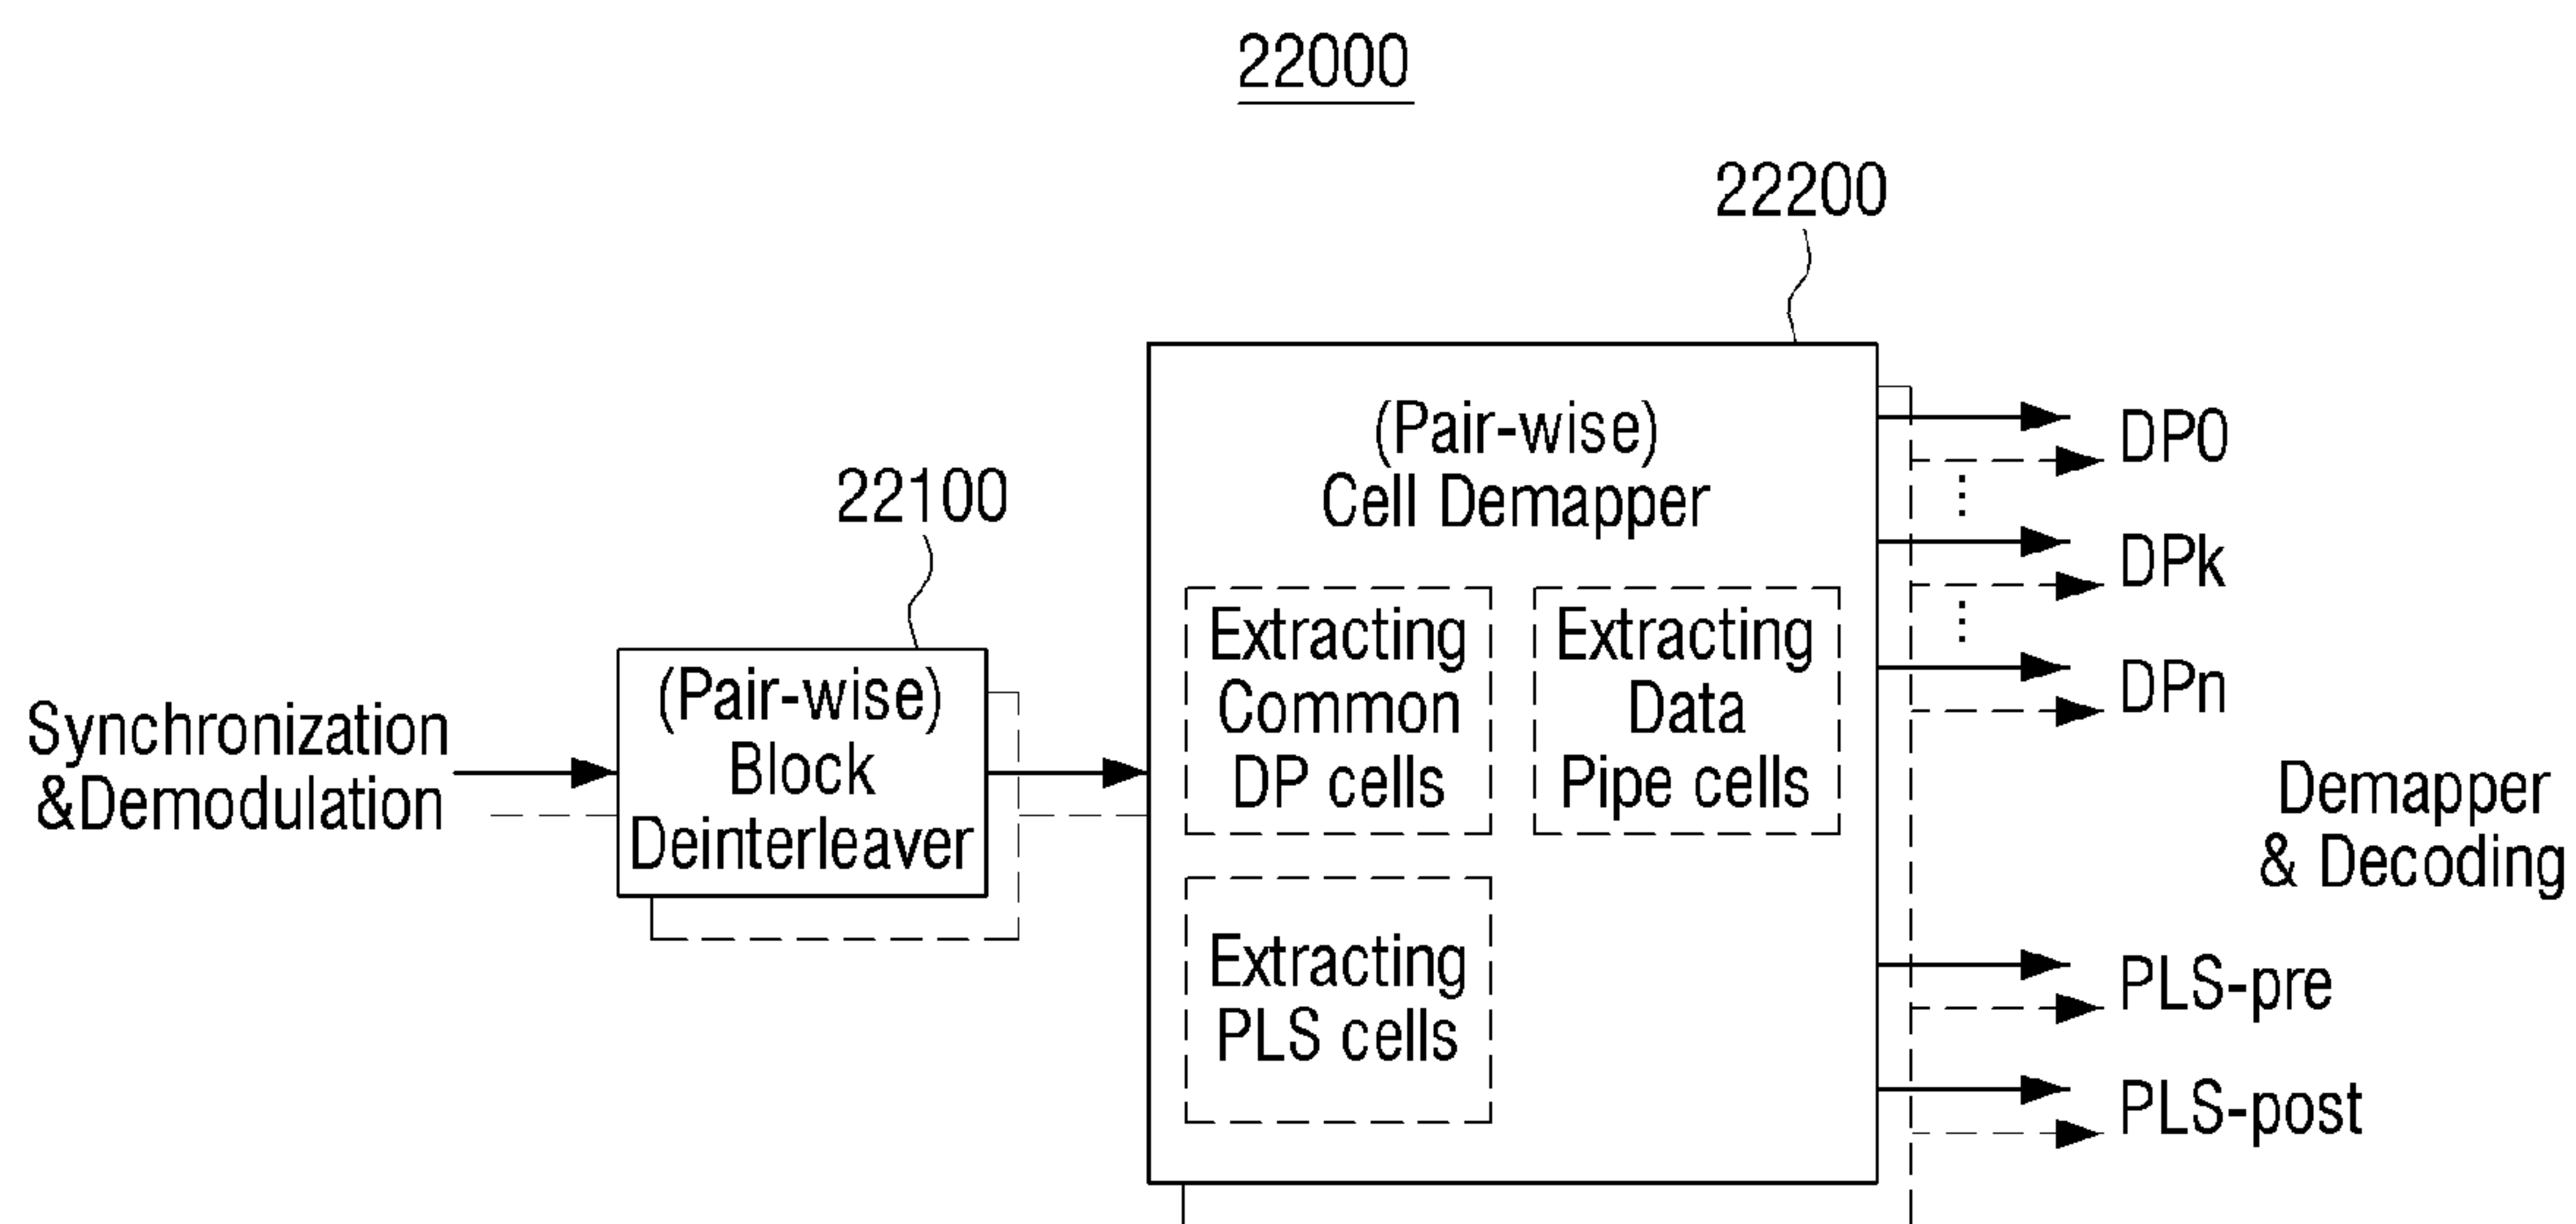 22000
22200
22100
Synchronization
&Demodulation
(Pair-wise)
Block
Deinterleaver
(Pair-wise)
Cell Demapper
Extracting
Common
DP cells
Extracting
Data
Pipe cells
Extracting
PLS cells
DP0
DPk
DPn
PLS-pre
PLS-post
Demapper
& Decoding